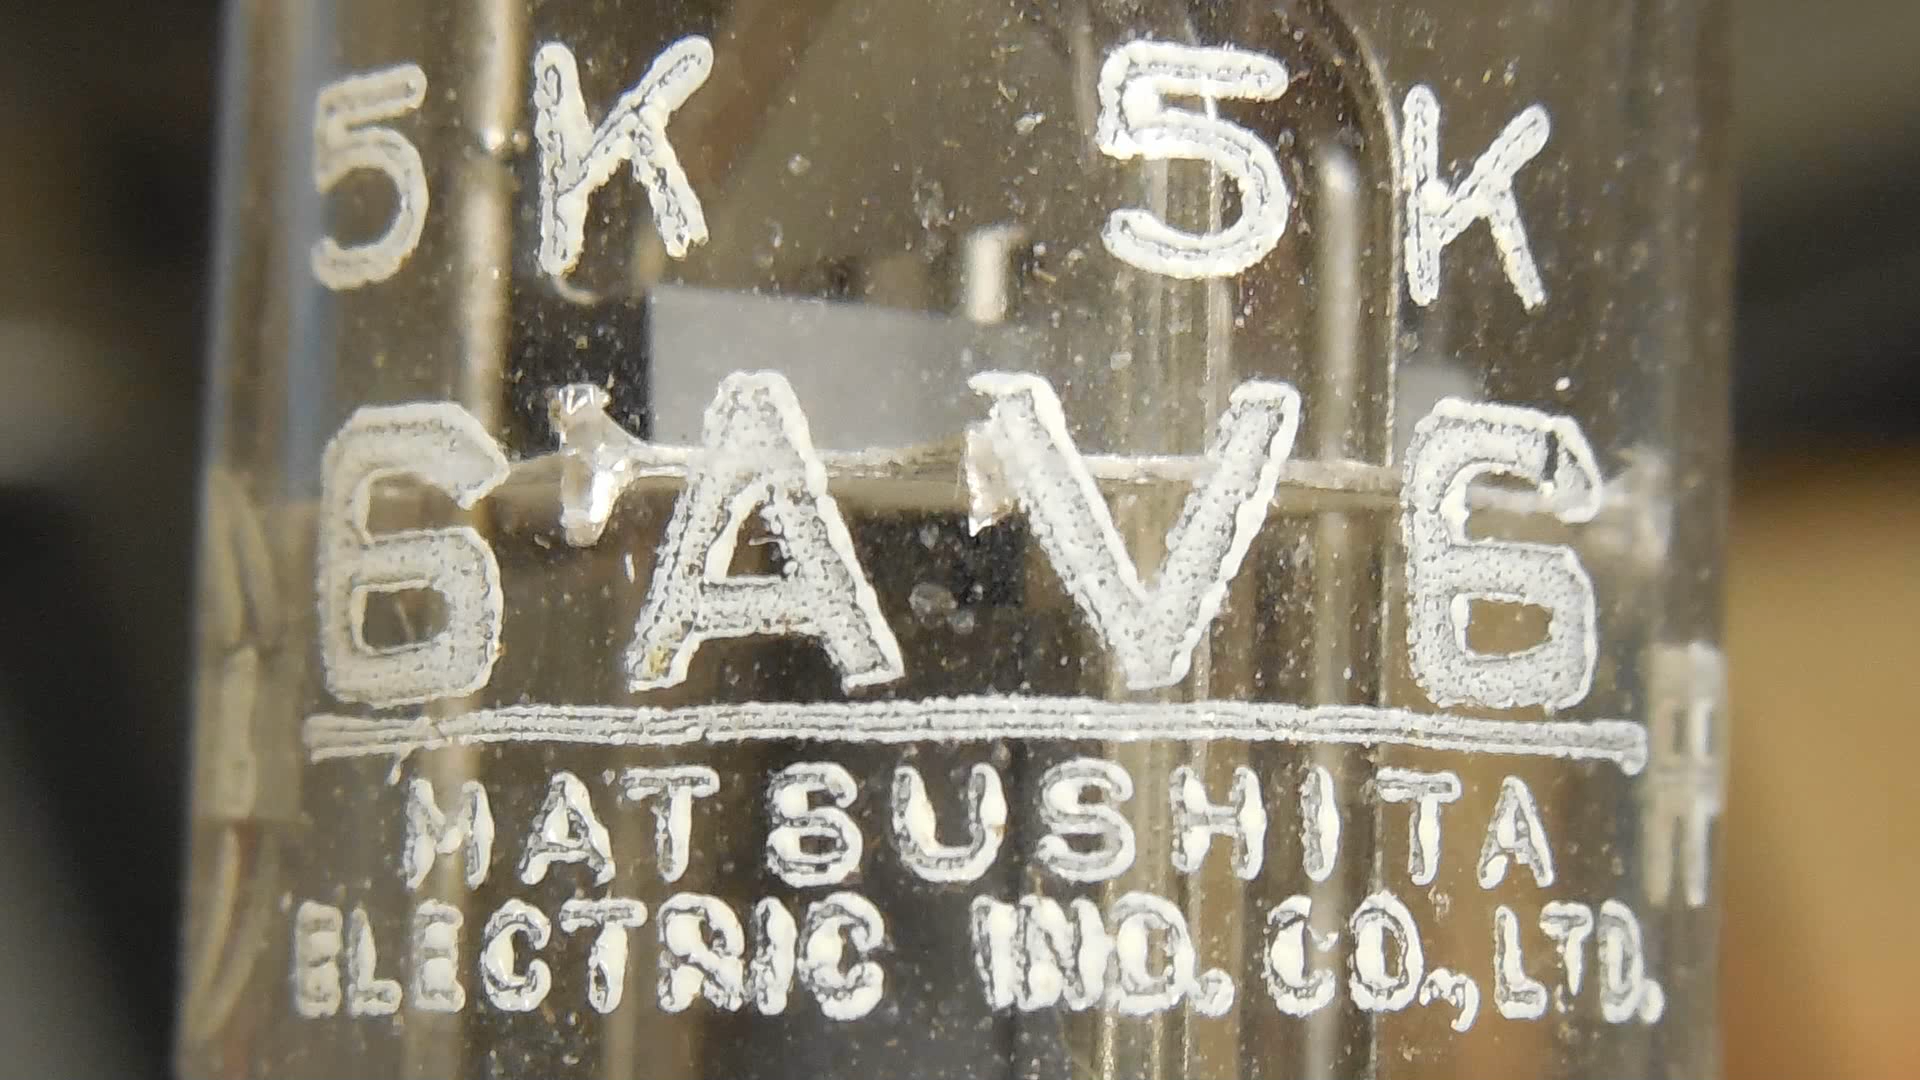 5K 5K
6AV6
MATSUSHITA
ELECTRIC IND. CO., LTD.